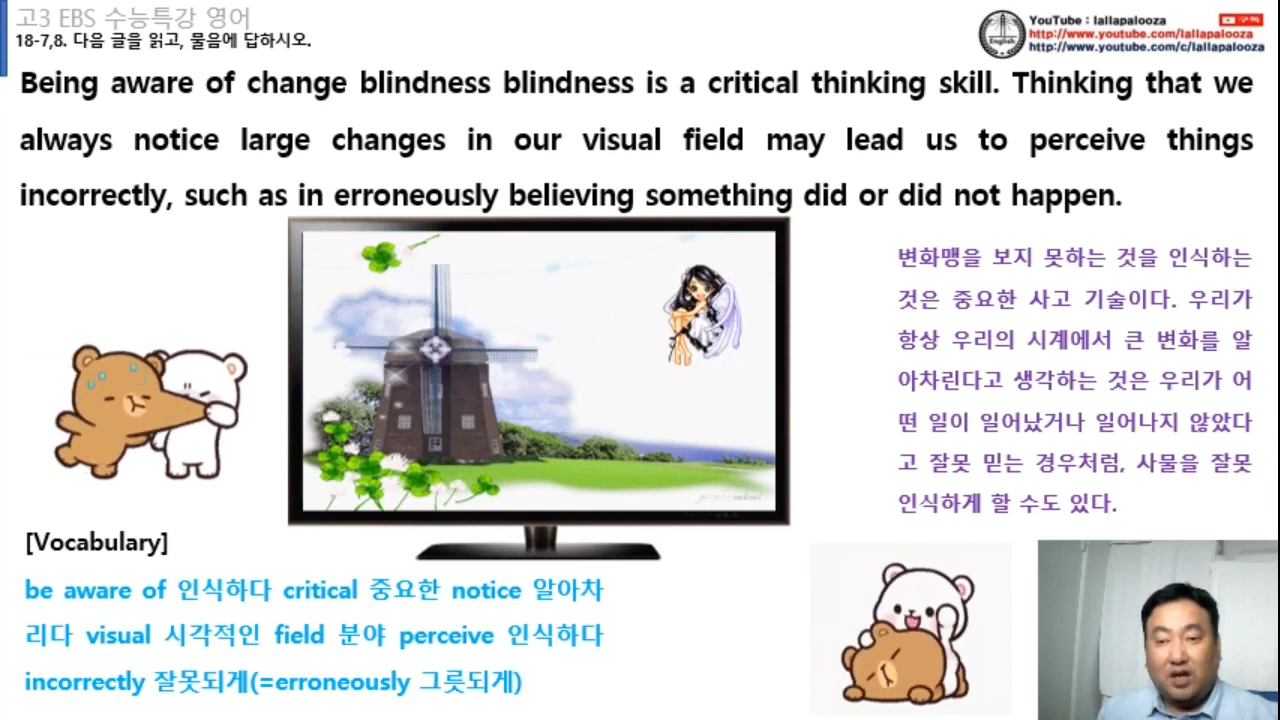 고3 EBS 수능특강 영어
18-7,8. 다음 글을 읽고, 물음에 답하시오.
YouTube : lallapalooza
구독
http://www.youtube.com/lallapalooza
http://www.youtube.com/c/lallapalooza
English
Being aware of change blindness blindness is a critical thinking skill. Thinking that we
always notice large changes in our visual field may lead us to perceive things
incorrectly, such as in erroneously believing something did or did not happen.
변화맹을 보지 못하는 것을 인식하는
것은 중요한 사고 기술이다. 우리가
항상 우리의 시계에서 큰 변화를 알
아차린다고 생각하는 것은 우리가 어
떤 일이 일어났거나 일어나지 않았다
고 잘못 믿는 경우처럼, 사물을 잘못
인식하게 할 수도 있다.
[Vocabulary]
be aware of 인식하다 critical 중요한 notice 알아차
리다 visual 시각적인 field 분야 perceive 인식하다
incorrectly 잘못되게(=erroneously 그릇되게)